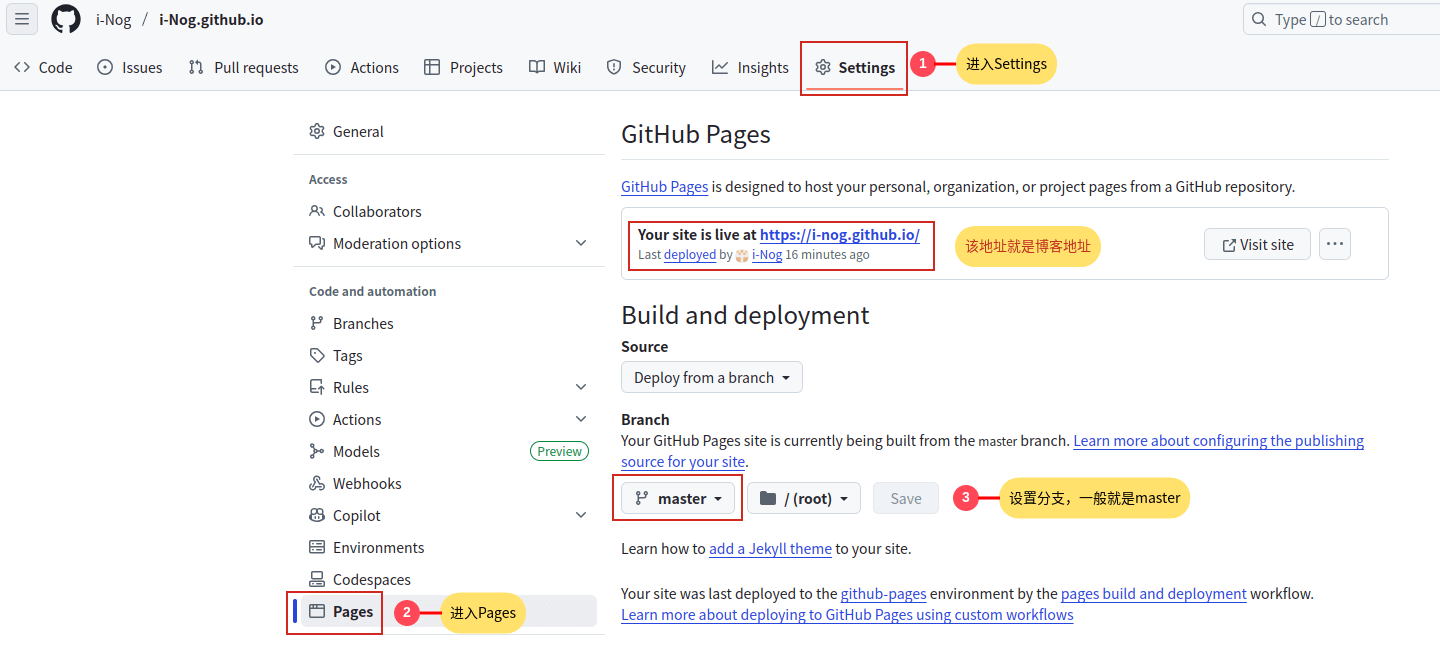 i-Nog / i-Nog.github.io
Type / to search
Code Issues Pull requests Actions Projects Wiki Security Insights Settings 1 进入Settings
General
Access
Collaborators
Moderation options
Code and automation
Branches
Tags
Rules
Actions
Models Preview
Webhooks
Copilot
Environments
Codespaces
Pages 2 进入Pages
GitHub Pages
GitHub Pages is designed to host your personal, organization, or project pages from a GitHub repository.
Your site is live at https://i-nog.github.io/
Last deployed by i-Nog 16 minutes ago
该地址就是博客地址
Visit site
Build and deployment
Source
Deploy from a branch
Branch
Your GitHub Pages site is currently being built from the master branch. Learn more about configuring the publishing
source for your site.
master / (root) Save 3 设置分支，一般就是master
Learn how to add a Jekyll theme to your site.
Your site was last deployed to the github-pages environment by the pages build and deployment workflow.
Learn more about deploying to GitHub Pages using custom workflows